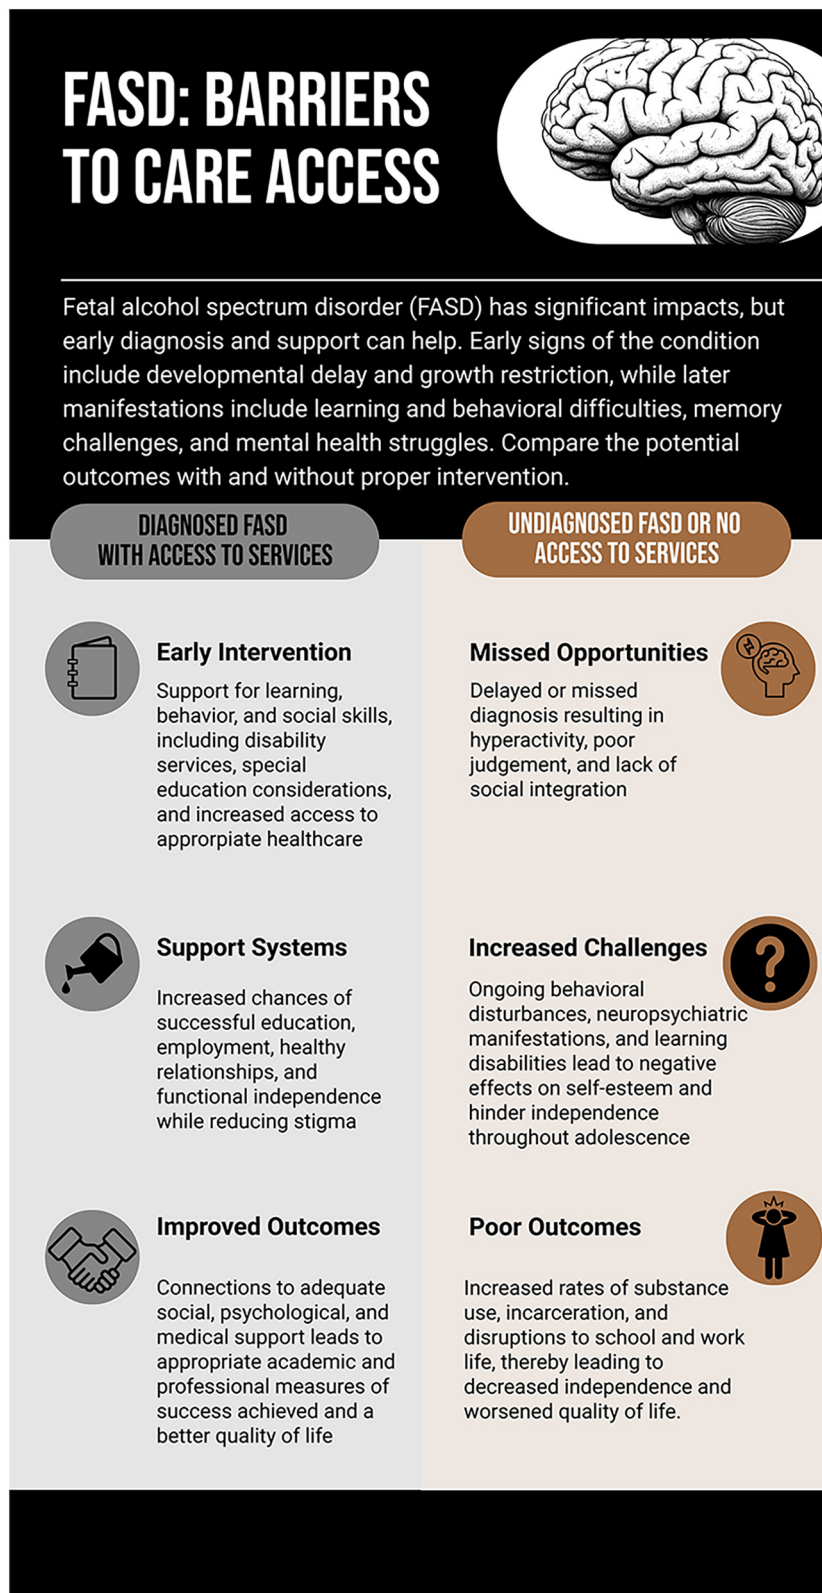 FASD: BARRIERS
TO CARE ACCESS
Fetal alcohol spectrum disorder (FASD) has significant impacts, but
early diagnosis and support can help. Early signs of the condition
include developmental delay and growth restriction, while later
manifestations include learning and behavioral difficulties, memory
challenges, and mental health struggles. Compare the potential
outcomes with and without proper intervention.
DIAGNOSED FASD
WITH ACCESS TO SERVICES
UNDIAGNOSED FASD OR NO
ACCESS TO SERVICES
Early Intervention
Support for learning,
behavior, and social skills,
including disability
services, special
education considerations,
and increased access to
approrpiate healthcare
Missed Opportunities
Delayed or missed
diagnosis resulting in
hyperactivity, poor
judgement, and lack of
social integration
Support Systems
Increased chances of
successful education,
employment, healthy
relationships, and
functional independence
while reducing stigma
Increased Challenges
Ongoing behavioral
disturbances, neuropsychiatric
manifestations, and learning
disabilities lead to negative
effects on self-esteem and
hinder independence
throughout adolescence
Improved Outcomes
Connections to adequate
social, psychological, and
medical support leads to
appropriate academic and
professional measures of
success achieved and a
better quality of life
Poor Outcomes
Increased rates of substance
use, incarceration, and
disruptions to school and work
life, thereby leading to
decreased independence and
worsened quality of life.